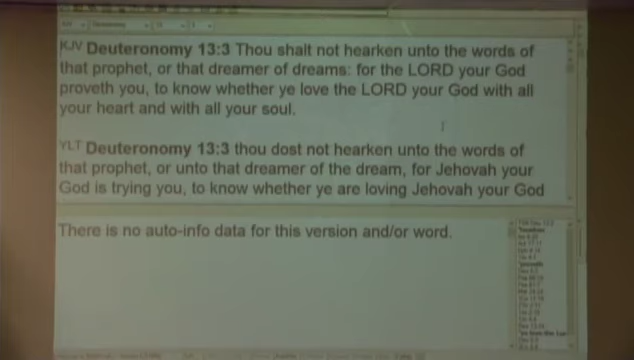 KJV Deuteronomy 13:3 Thou shalt not hearken unto the words of
that prophet, or that dreamer of dreams: for the LORD your God
proveth you, to know whether ye love the LORD your God with all
your heart and with all your soul.
YLT Deuteronomy 13:3 thou dost not hearken unto the words of
that prophet, or unto that dreamer of the dream, for Jehovah your
God is trying you, to know whether ye are loving Jehovah your God
There is no auto-info data for this version and/or word.